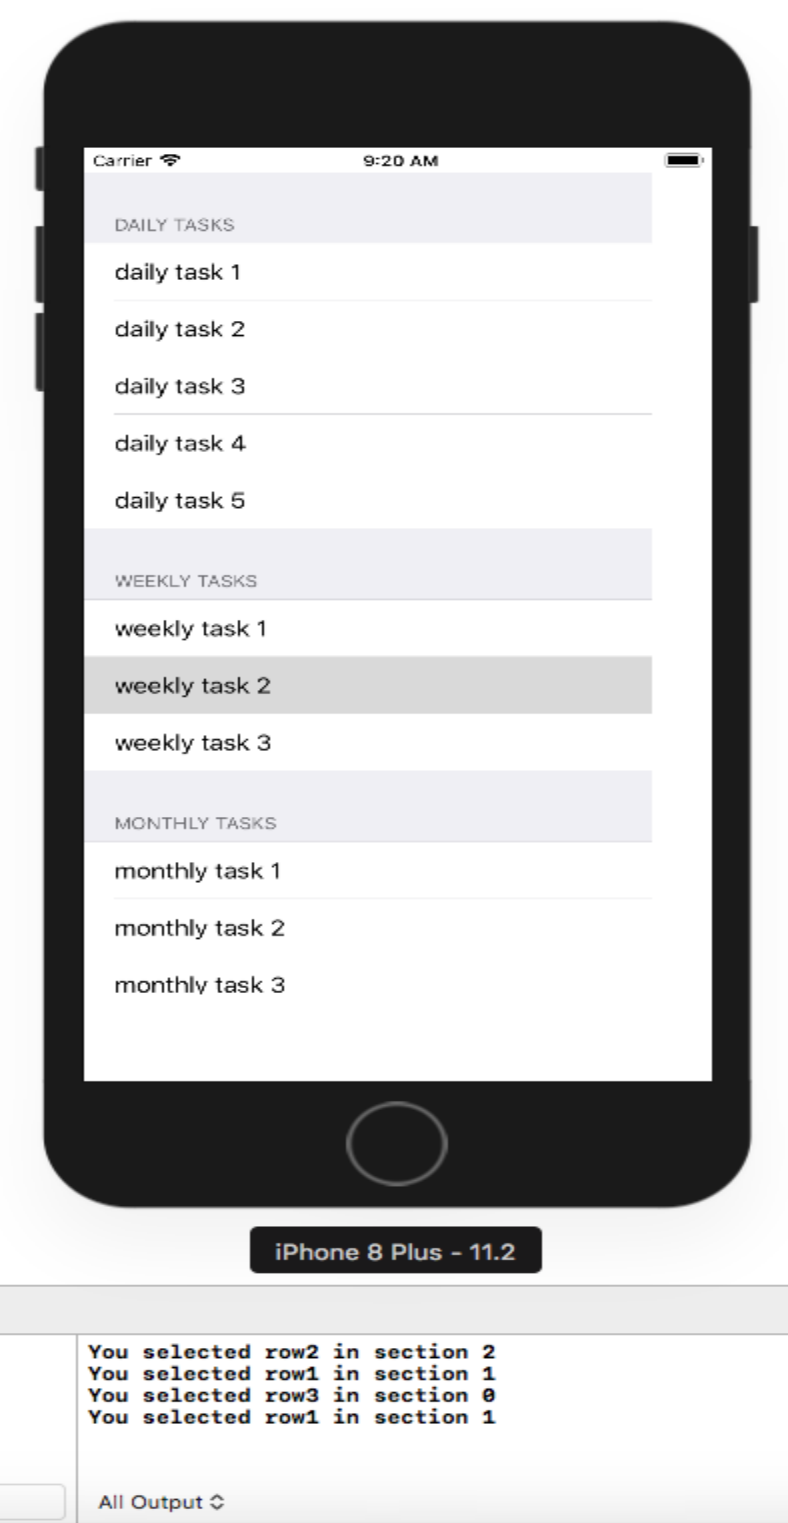 Carrier 9:20 AM
DAILY TASKS
daily task 1
daily task 2
daily task 3
daily task 4
daily task 5
WEEKLY TASKS
weekly task 1
weekly task 2
weekly task 3
MONTHLY TASKS
monthly task 1
monthly task 2
monthly task 3
iPhone 8 Plus - 11.2
You selected row2 in section 2
You selected row1 in section 1
You selected row3 in section 0
You selected row1 in section 1
All Output